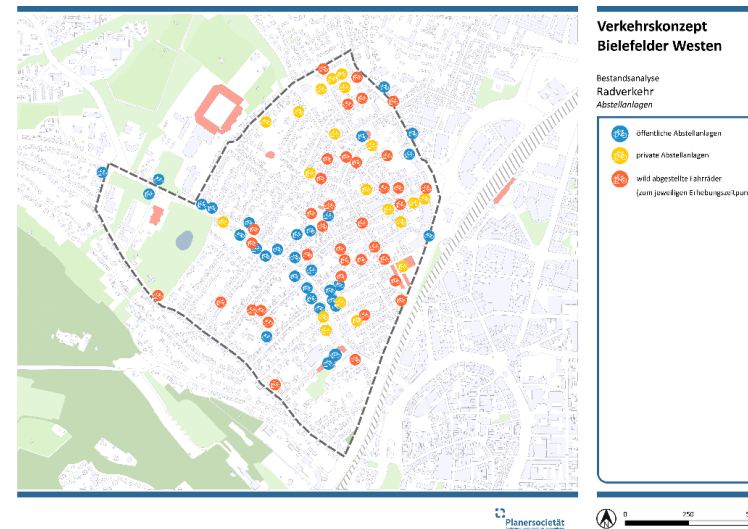 Verkehrskonzept
Bielefelder Westen
Bestandsanalyse
Radverkehr
Abstellanlagen
öffentliche Abstellanlagen
private Abstellanlagen
wild abgestellte Fahrräder
(zum jeweiligen Erhebungszeitpun
Planersocietät
0 250